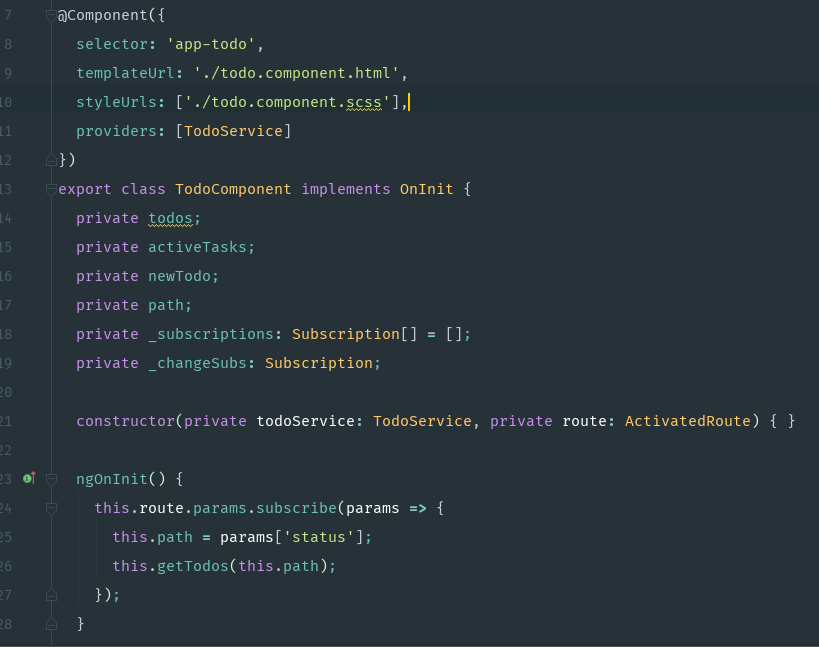 7 @Component({
8 selector: 'app-todo',
9 templateUrl: './todo.component.html',
10 styleUrls: ['./todo.component.scss'],
11 providers: [TodoService]
12 })
13 export class TodoComponent implements OnInit {
14 private todos;
15 private activeTasks;
16 private newTodo;
17 private path;
18 private _subscriptions: Subscription[] = [];
19 private _changeSubs: Subscription;
20
21 constructor(private todoService: TodoService, private route: ActivatedRoute) { }
22
23 ngOnInit() {
24 this.route.params.subscribe(params => {
25 this.path = params['status'];
26 this.getTodos(this.path);
27 });
28 }